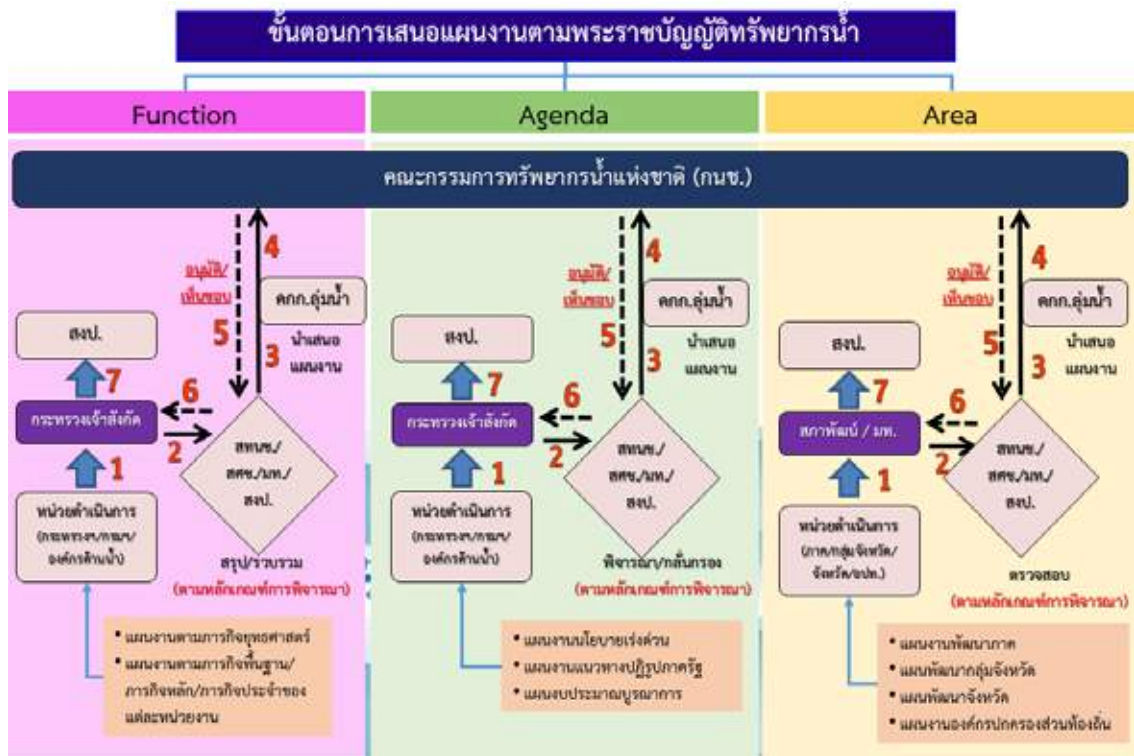 ขั้นตอนการเสนอแผนงานตามพระราชบัญญัติทรัพยากรน้ำ
Function
Agenda
Area
คณะกรรมการทรัพยากรน้ำแห่งชาติ (กนช.)
4
อนุมัติ/
เห็นชอบ
คกก.ลุ่มน้ำ
5
3
นำเสนอ
แผนงาน
สงป.
7
6
กระทรวงเจ้าสังกัด
2
1
สทนช./
สศช./มท./
สงป.
หน่วยดำเนินการ
(กระทรวงฯ/กรมฯ/
องค์กรด้านน้ำ)
สรุป/รวบรวม
(ตามหลักเกณฑ์การพิจารณา)
• แผนงานตามภารกิจยุทธศาสตร์
• แผนงานตามภารกิจพื้นฐาน/
ภารกิจหลัก/ภารกิจประจำของ
แต่ละหน่วยงาน
4
อนุมัติ/
เห็นชอบ
คกก.ลุ่มน้ำ
5
3
นำเสนอ
แผนงาน
สงป.
7
6
กระทรวงเจ้าสังกัด
2
1
สทนช./
สศช./มท./
สงป.
หน่วยดำเนินการ
(กระทรวงฯ/กรมฯ/
องค์กรด้านน้ำ)
พิจารณา/กลั่นกรอง
(ตามหลักเกณฑ์การพิจารณา)
• แผนงานนโยบายเร่งด่วน
• แผนงานแนวทางปฏิรูปภาครัฐ
• แผนงบประมาณบูรณาการ
4
อนุมัติ/
เห็นชอบ
คกก.ลุ่มน้ำ
5
3
นำเสนอ
แผนงาน
สงป.
7
6
สภาพัฒน์ / มท.
2
1
สทนช./
สศช./มท./
สงป.
หน่วยดำเนินการ
(ภาค/กลุ่มจังหวัด/
จังหวัด/อปท.)
ตรวจสอบ
(ตามหลักเกณฑ์การพิจารณา)
• แผนงานพัฒนาภาค
• แผนพัฒนากลุ่มจังหวัด
• แผนพัฒนาจังหวัด
• แผนงานองค์กรปกครองส่วนท้องถิ่น